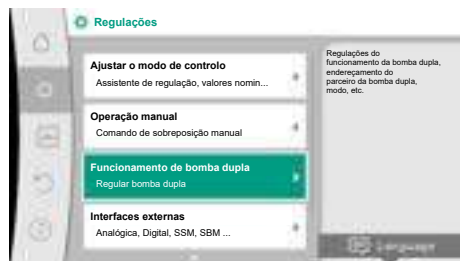 Regulações
Ajustar o modo de controlo
Assistente de regulação, valores nomin...
Operação manual
Comando de sobreposição manual
Funcionamento de bomba dupla
Regular bomba dupla
Interfaces externas
Analógica, Digital, SSM, SBM ...
Regulações do
funcionamento da bomba dupla,
endereçamento do
parceiro da bomba dupla,
modo, etc.
Language